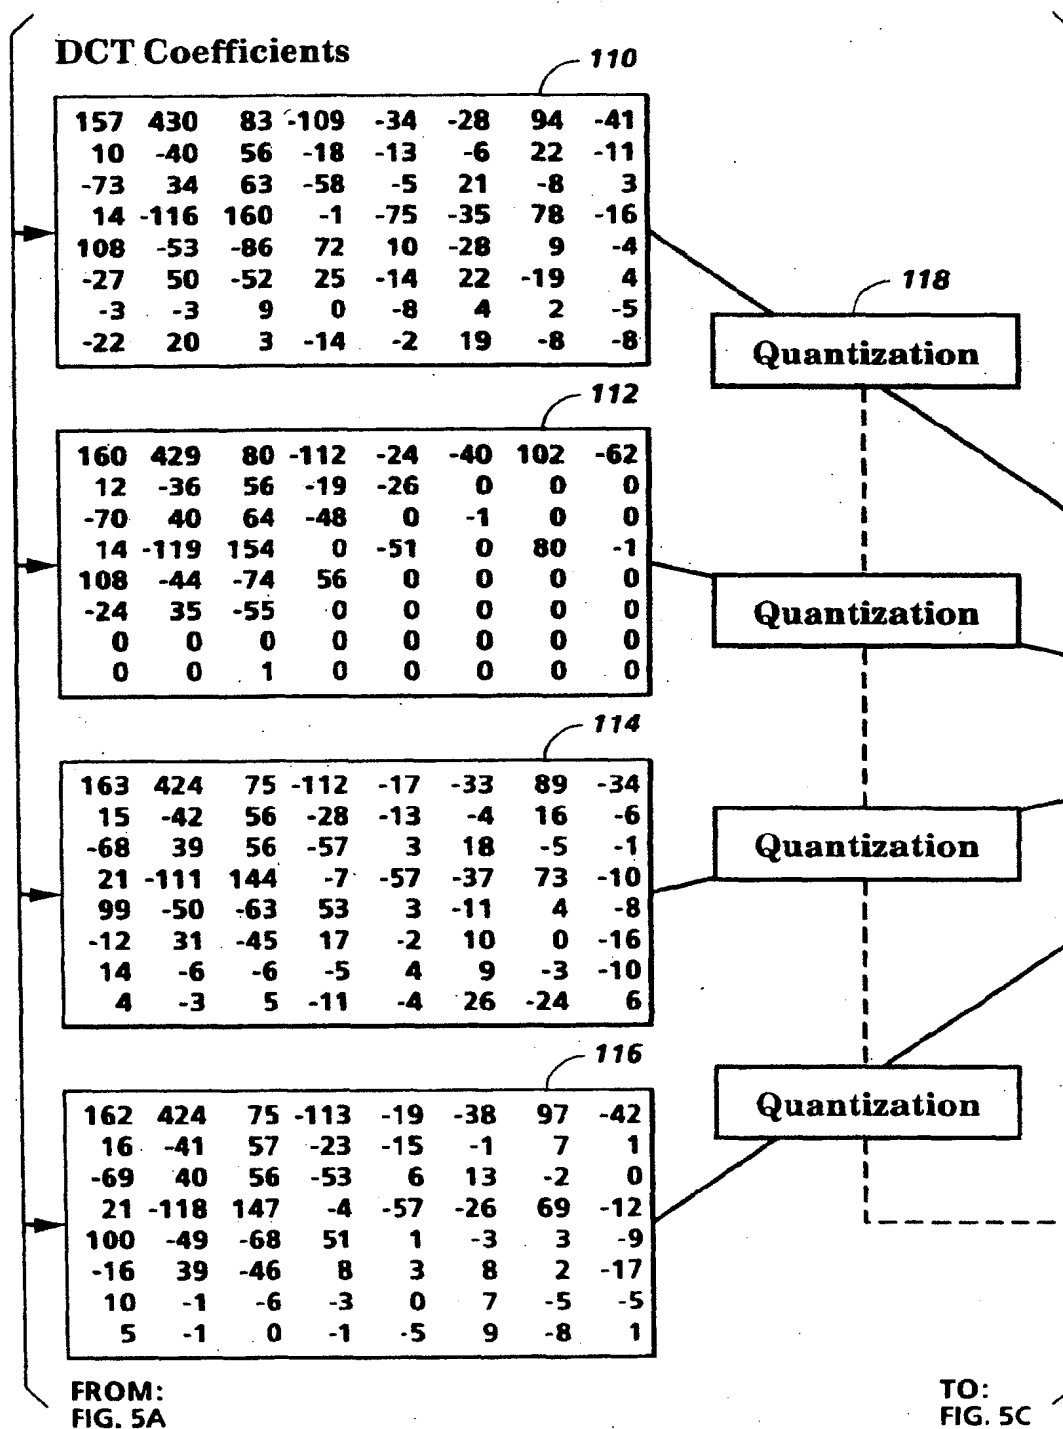 DCT Coefficients
110
157 430 83 -109 -34 -28 94 -41
10 -40 56 -18 -13 -6 22 -11
-73 34 63 -58 -5 21 -8 3
14 -116 160 -1 -75 -35 78 -16
108 -53 -86 72 10 -28 9 -4
-27 50 -52 25 -14 22 -19 4
-3 -3 9 0 -8 4 2 -5
-22 20 3 -14 -2 19 -8 -8
118
Quantization
112
160 429 80 -112 -24 -40 102 -62
12 -36 56 -19 -26 0 0 0
-70 40 64 -48 0 -1 0 0
14 -119 154 0 -51 0 80 -1
108 -44 -74 56 0 0 0 0
-24 35 -55 0 0 0 0 0
0 0 0 0 0 0 0 0
0 0 1 0 0 0 0 0
Quantization
114
163 424 75 -112 -17 -33 89 -34
15 -42 56 -28 -13 -4 16 -6
-68 39 56 -57 3 18 -5 -1
21 -111 144 -7 -57 -37 73 -10
99 -50 -63 53 3 -11 4 -8
-12 31 -45 17 -2 10 0 -16
14 -6 -6 -5 4 9 -3 -10
4 -3 5 -11 -4 26 -24 6
Quantization
116
162 424 75 -113 -19 -38 97 -42
16 -41 57 -23 -15 -1 7 1
-69 40 56 -53 6 13 -2 0
21 -118 147 -4 -57 -26 69 -12
100 -49 -68 51 1 -3 3 -9
-16 39 -46 8 3 8 2 -17
10 -1 -6 -3 0 7 -5 -5
5 -1 0 -1 -5 9 -8 1
Quantization
FROM:
FIG. 5A
TO:
FIG. 5C